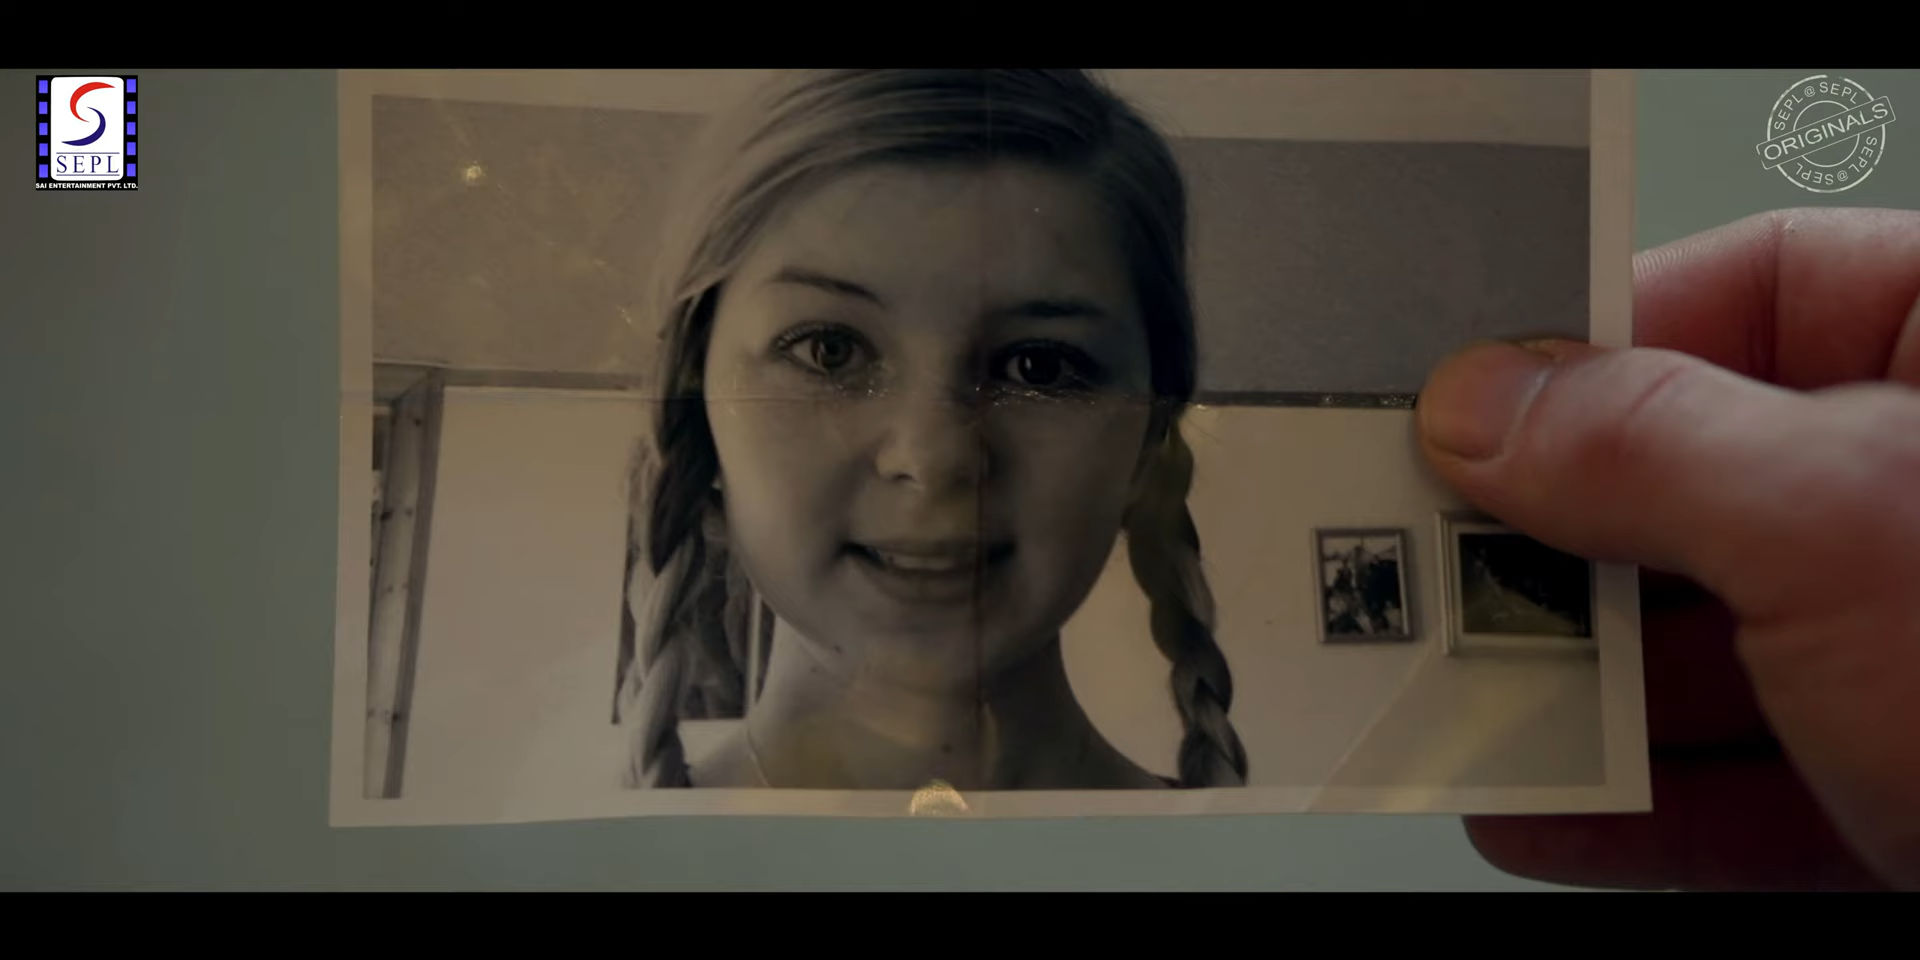 SEPL
SAI ENTERTAINMENT PVT. LTD.
SEPL@SEPL
ORIGINALS
SEPL@SEPL